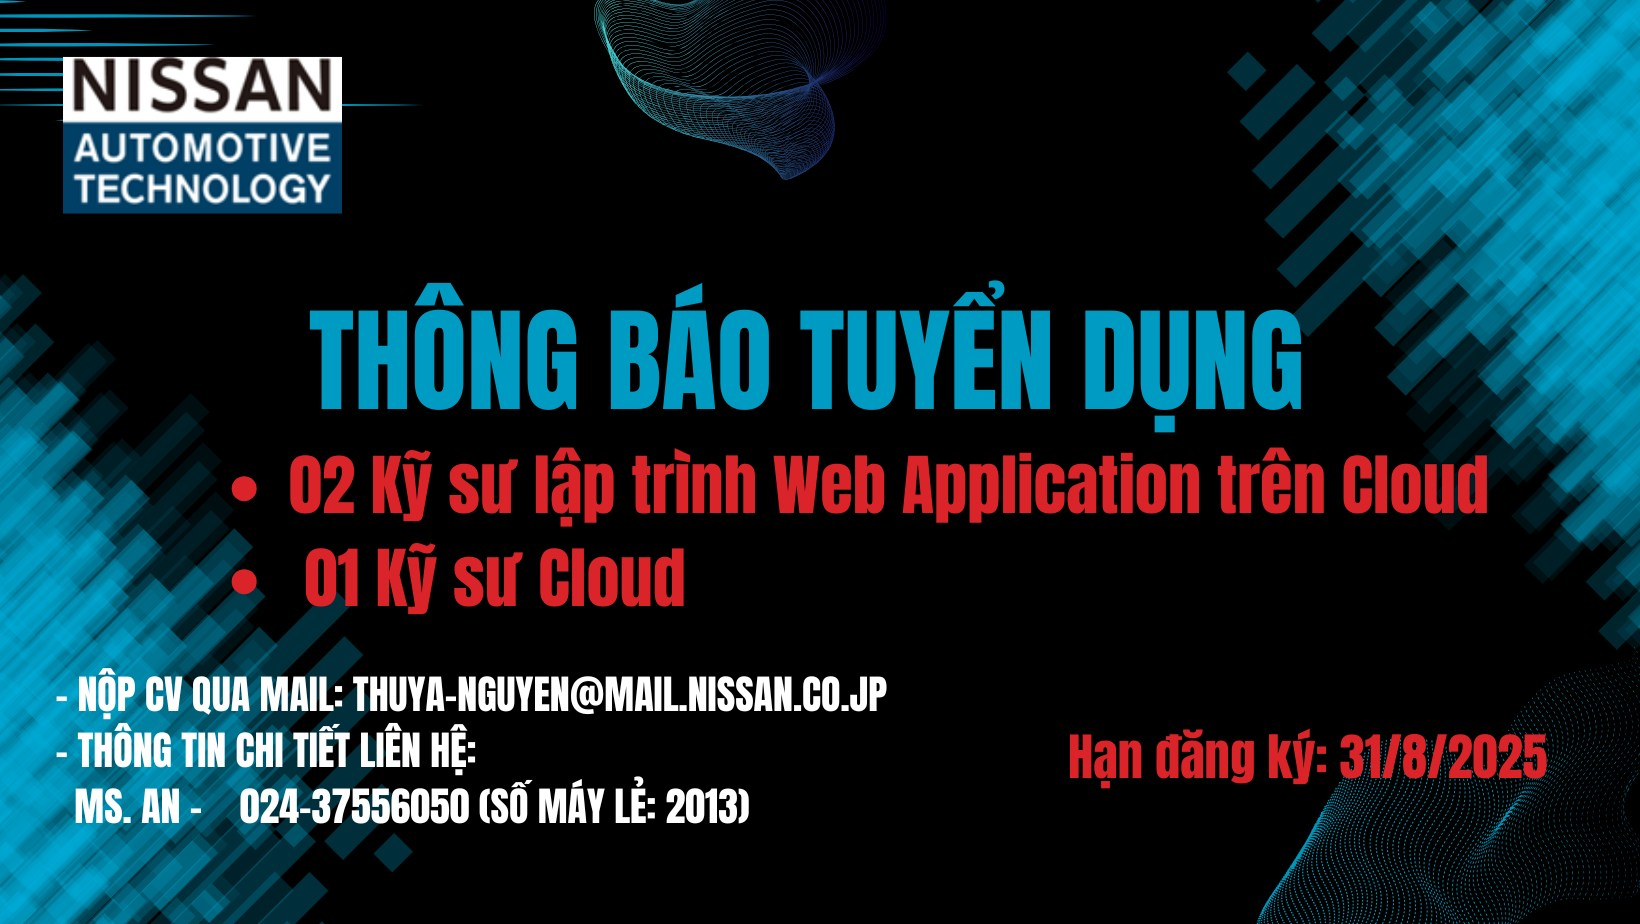 NISSAN
AUTOMOTIVE
TECHNOLOGY
THÔNG BÁO TUYỂN DỤNG
• 02 Kỹ sư lập trình Web Application trên Cloud
• 01 Kỹ sư Cloud
- NỘP CV QUA MAIL: THUYA-NGUYEN@MAIL.NISSAN.CO.JP
- THÔNG TIN CHI TIẾT LIÊN HỆ:
MS. AN - 024-37556050 (SỐ MÁY LẺ: 2013)
Hạn đăng ký: 31/8/2025